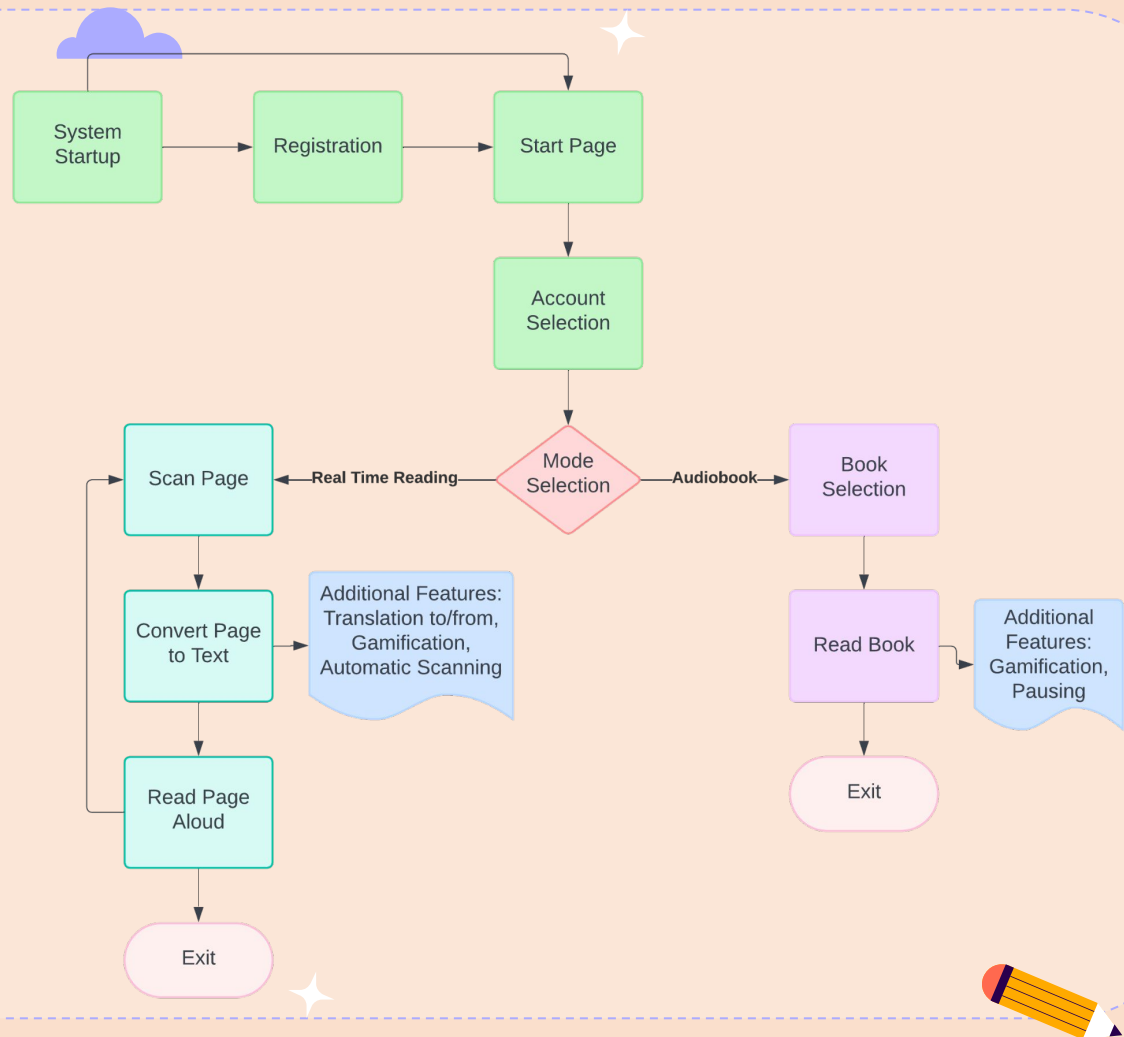 System
Startup
Registration
Start Page
Account
Selection
Mode
Selection
Real Time Reading
Audiobook
Scan Page
Convert Page
to Text
Additional Features:
Translation to/from,
Gamification,
Automatic Scanning
Read Page
Aloud
Exit
Book
Selection
Read Book
Additional
Features:
Gamification,
Pausing
Exit